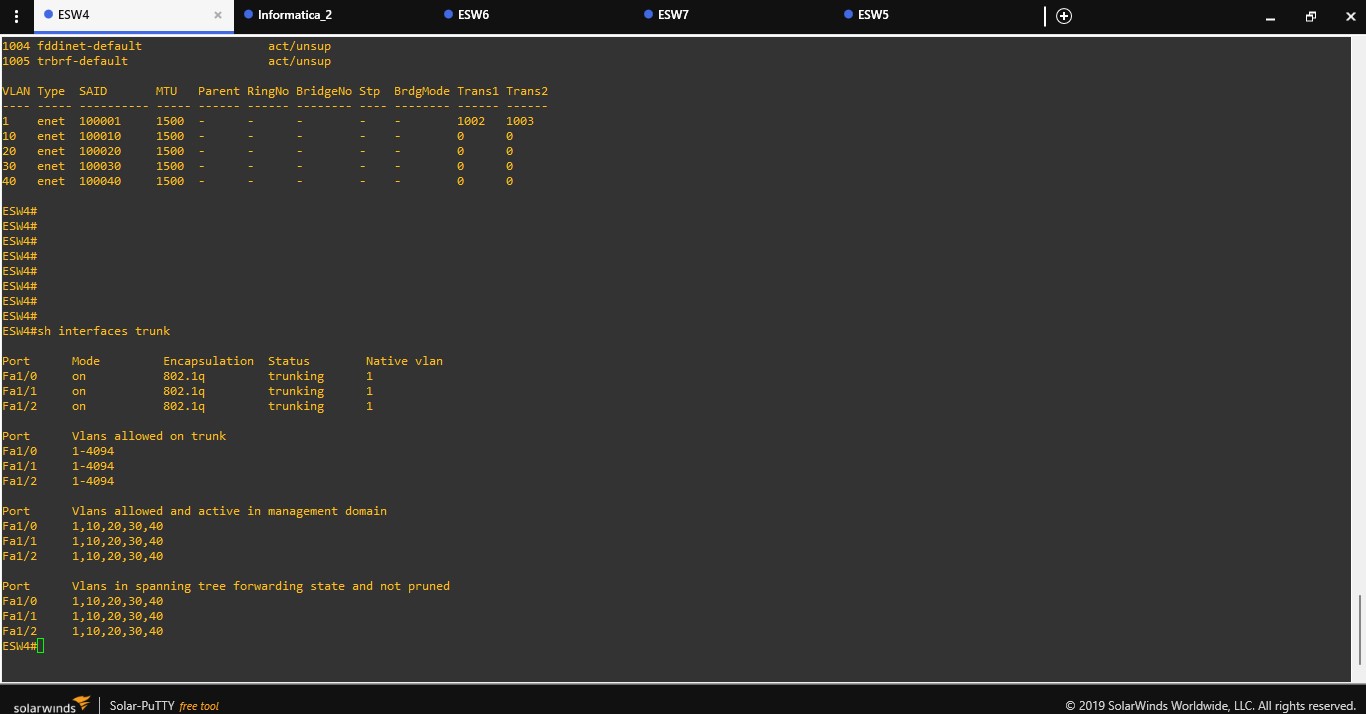 ESW4 × Informatica_2 ESW6 ESW7 ESW5
1004 fddinet-default                  act/unsup
1005 trbrf-default                    act/unsup
VLAN Type  SAID       MTU   Parent RingNo BridgeNo Stp  BrdgMode Trans1 Trans2
---- ----- ---------- ----- ------ ------ -------- ---- -------- ------ ------
1    enet  100001     1500  -      -      -        -    -        1002   1003
10   enet  100010     1500  -      -      -        -    -        0      0
20   enet  100020     1500  -      -      -        -    -        0      0
30   enet  100030     1500  -      -      -        -    -        0      0
40   enet  100040     1500  -      -      -        -    -        0      0
ESW4#
ESW4#
ESW4#
ESW4#
ESW4#
ESW4#
ESW4#
ESW4#
ESW4#sh interfaces trunk
Port      Mode         Encapsulation  Status        Native vlan
Fa1/0     on           802.1q         trunking      1
Fa1/1     on           802.1q         trunking      1
Fa1/2     on           802.1q         trunking      1
Port      Vlans allowed on trunk
Fa1/0     1-4094
Fa1/1     1-4094
Fa1/2     1-4094
Port      Vlans allowed and active in management domain
Fa1/0     1,10,20,30,40
Fa1/1     1,10,20,30,40
Fa1/2     1,10,20,30,40
Port      Vlans in spanning tree forwarding state and not pruned
Fa1/0     1,10,20,30,40
Fa1/1     1,10,20,30,40
Fa1/2     1,10,20,30,40
ESW4#
solarwinds | Solar-PuTTY free tool © 2019 SolarWinds Worldwide, LLC. All rights reserved.